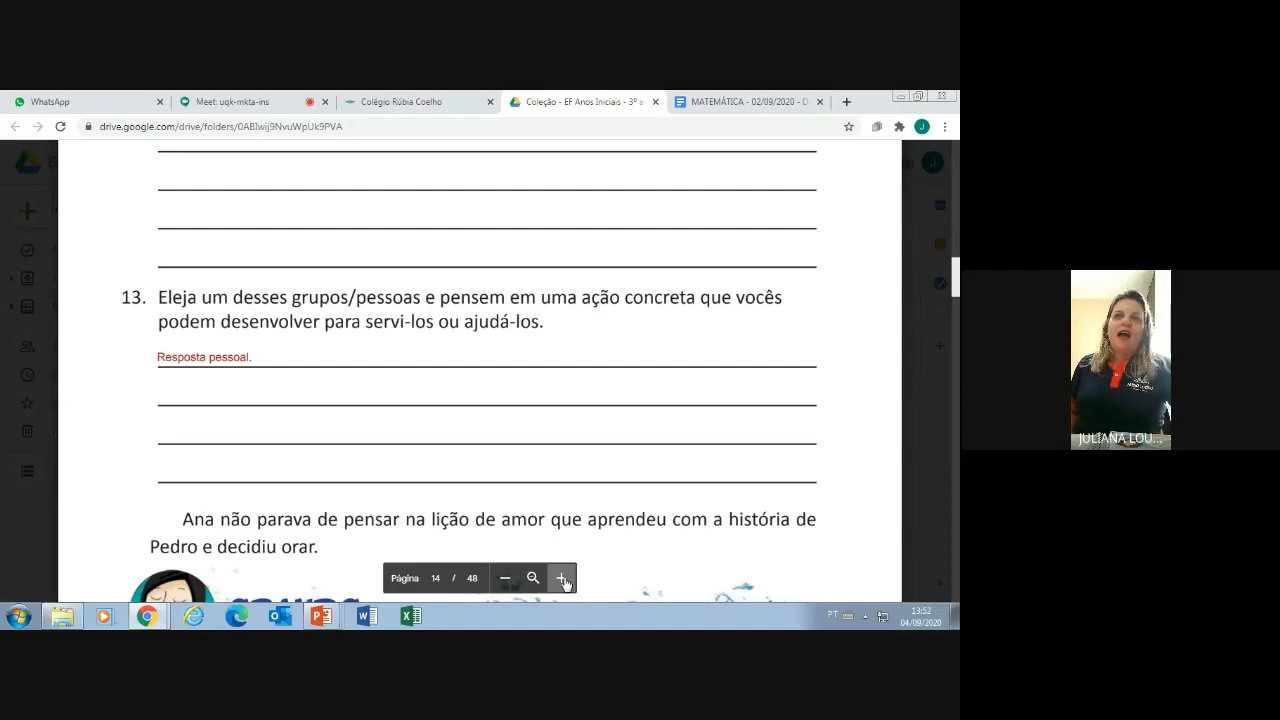 WhatsApp
Meet: uqk-mkta-ins
Colégio Rúbia Coelho
Coleção - EF Anos Iniciais - 3º a
MATEMÁTICA - 02/09/2020 - D
drive.google.com/drive/folders/0ABIwij9NvuWpUk9PVA
J
J
13. Eleja um desses grupos/pessoas e pensem em uma ação concreta que vocês
podem desenvolver para servi-los ou ajudá-los.
Resposta pessoal.
Ana não parava de pensar na lição de amor que aprendeu com a história de
Pedro e decidiu orar.
Página 14 / 48
JULIANA LOU...
PT
13:52
04/09/2020